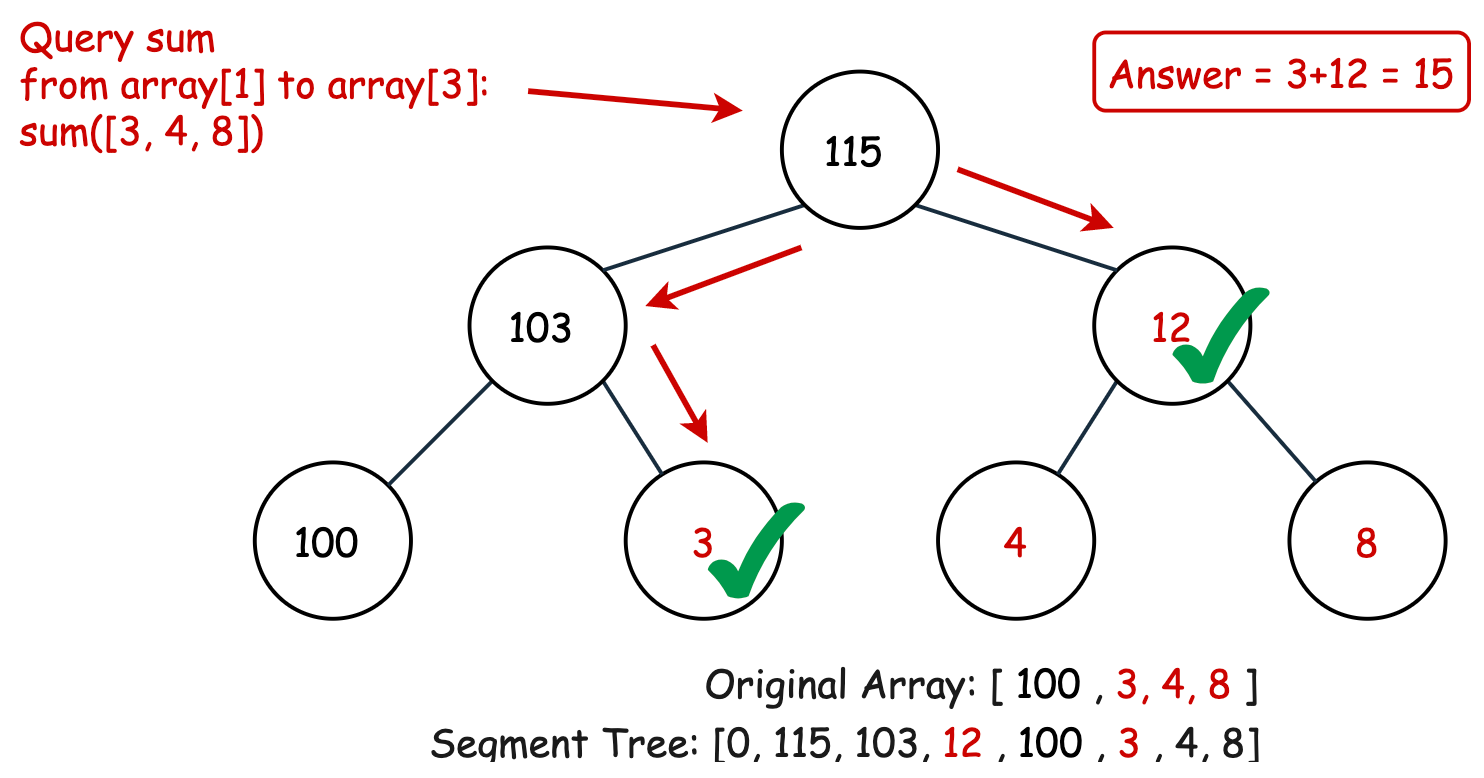 Query sum
from array[1] to array[3]:
sum([3, 4, 8])
Answer = 3+12 = 15
115
103
12
100
3
4
8
Original Array: [ 100 , 3, 4, 8 ]
Segment Tree: [0, 115, 103, 12 , 100 , 3 , 4, 8]